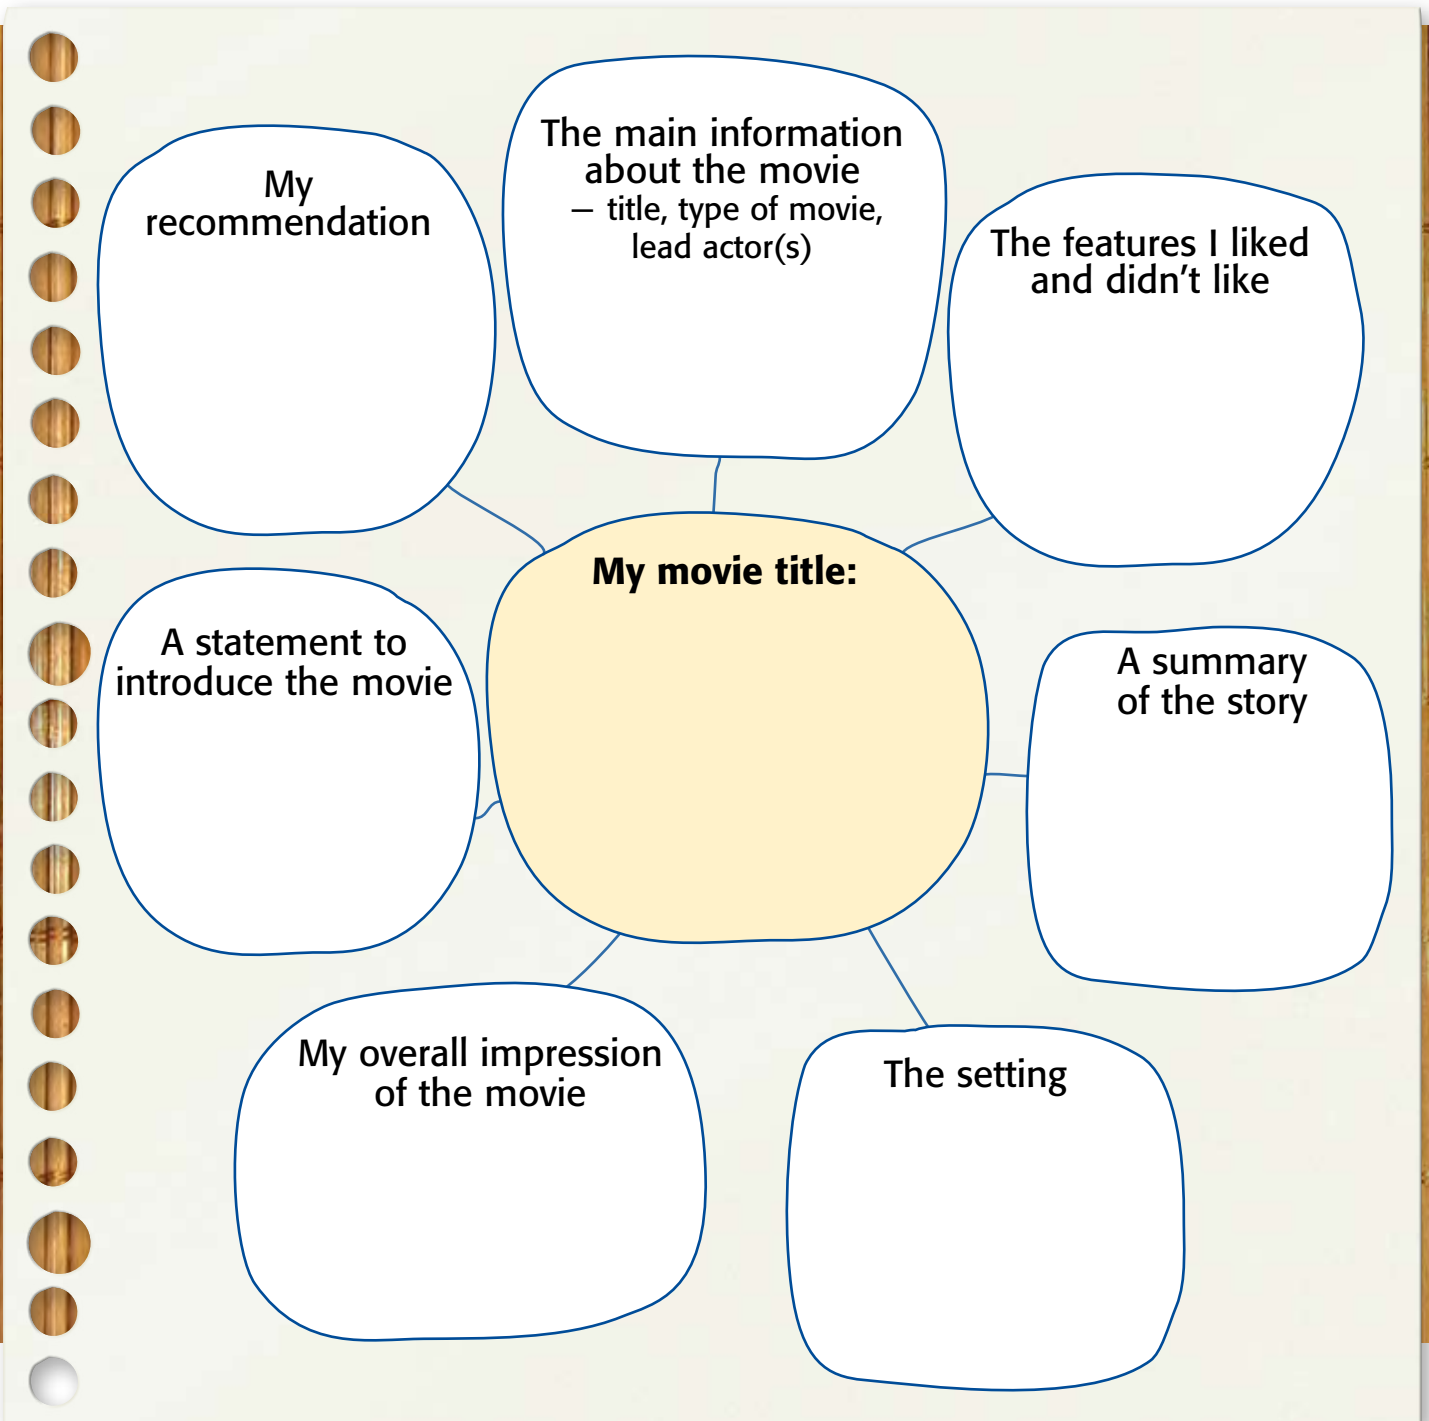 My
recommendation
The main information
about the movie
– title, type of movie,
lead actor(s)
The features I liked
and didn't like
My movie title:
A statement to
introduce the movie
A summary
of the story
My overall impression
of the movie
The setting